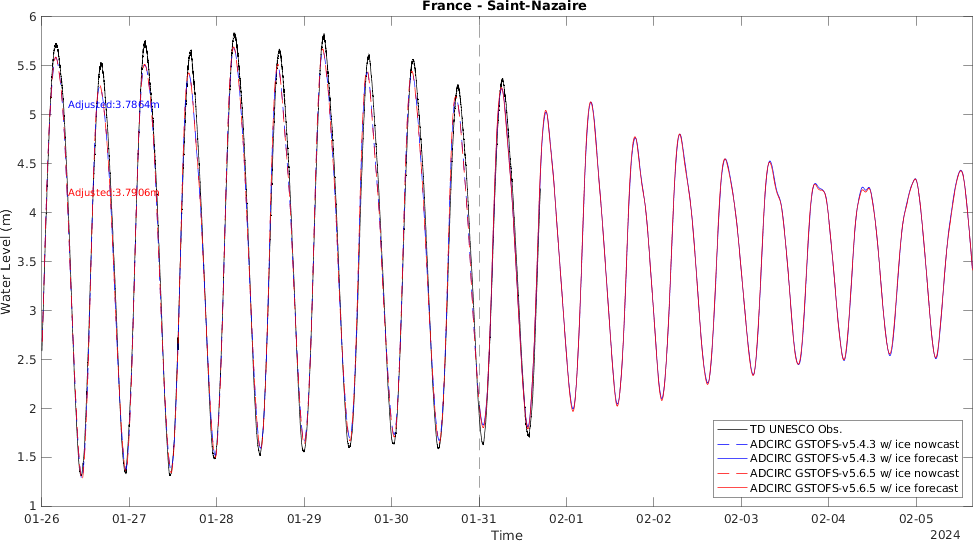 France - Saint-Nazaire
6
5.5
5
4.5
4
3.5
3
2.5
2
1.5
1
Water Level (m)
Adjusted:3.7864m
Adjusted:3.7906m
TD UNESCO Obs.
ADCIRC GSTOFS-v5.4.3 w/ ice nowcast
ADCIRC GSTOFS-v5.4.3 w/ ice forecast
ADCIRC GSTOFS-v5.6.5 w/ ice nowcast
ADCIRC GSTOFS-v5.6.5 w/ ice forecast
01-26 01-27 01-28 01-29 01-30 01-31 02-01 02-02 02-03 02-04 02-05
Time
2024